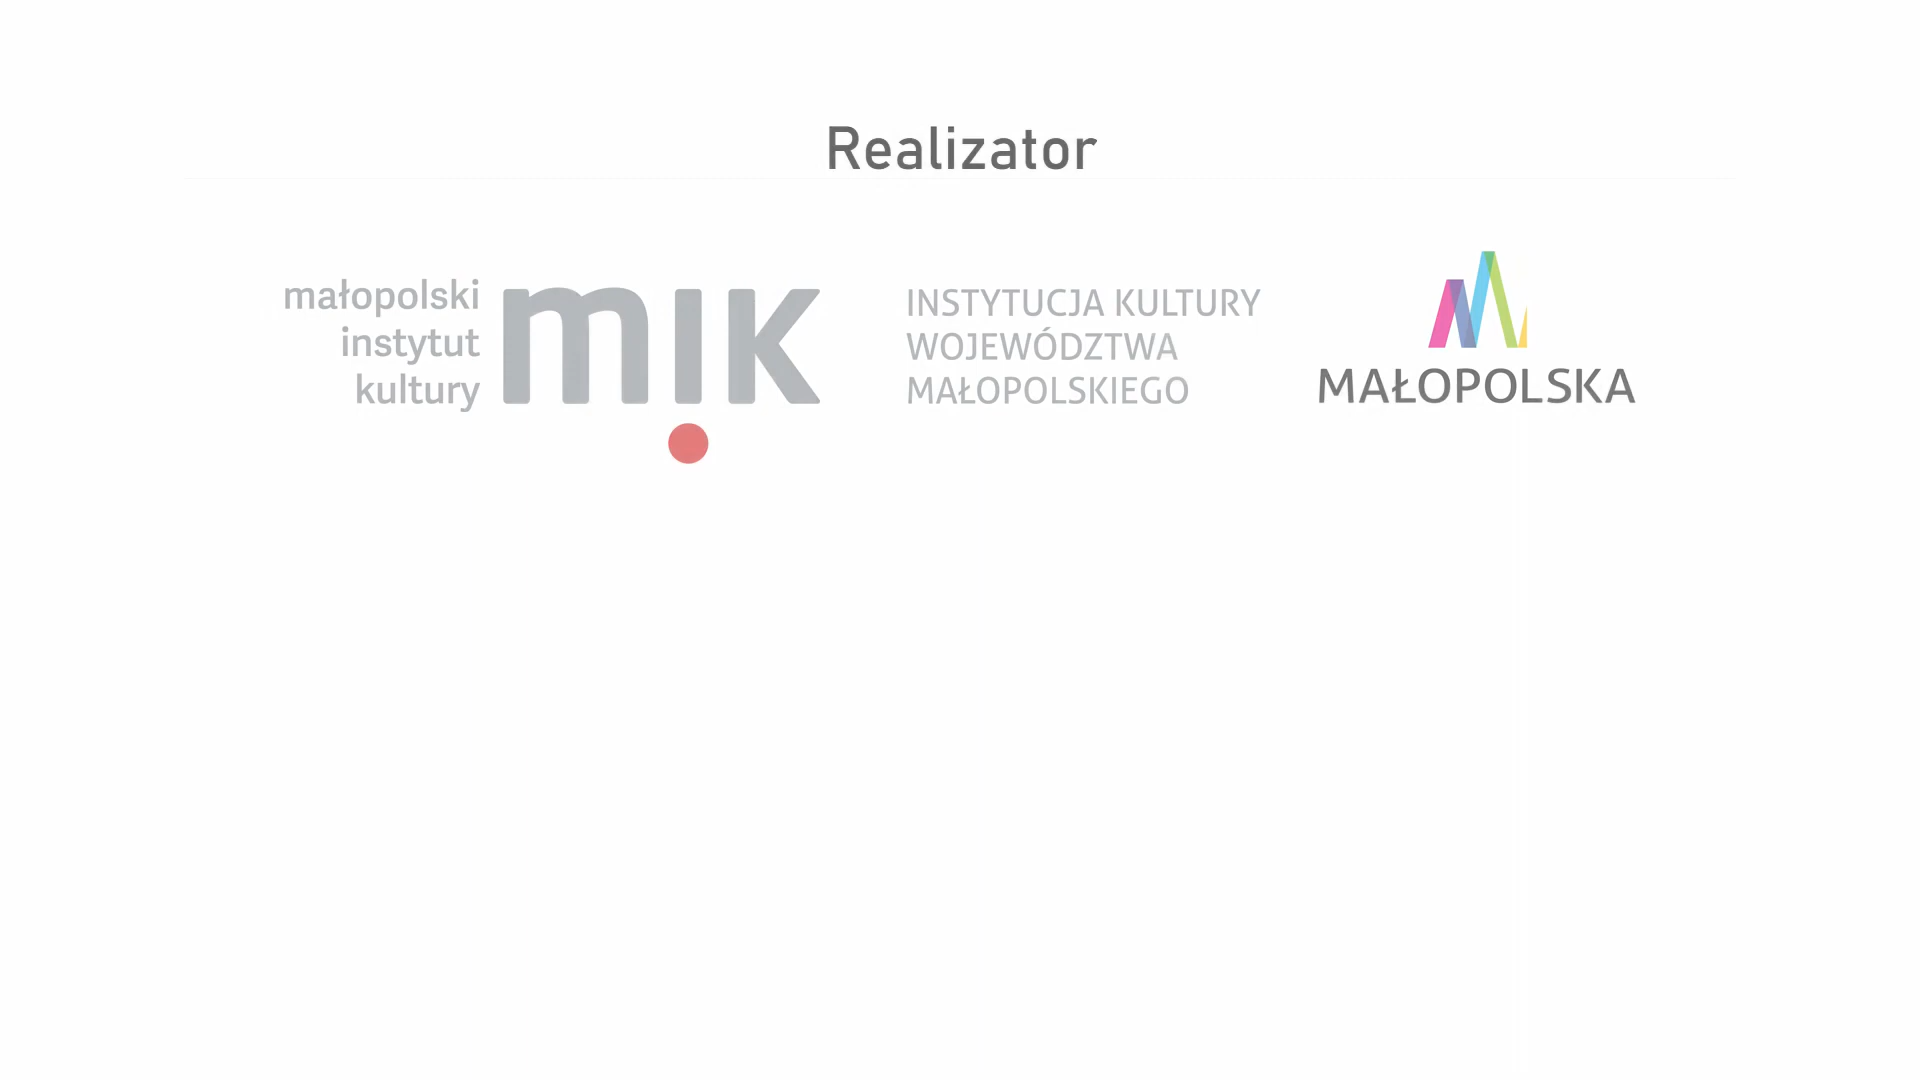 Realizator
małopolski
instytut
kultury
mik
INSTYTUCJA KULTURY
WOJEWÓDZTWA
MAŁOPOLSKIEGO
MAŁOPOLSKA